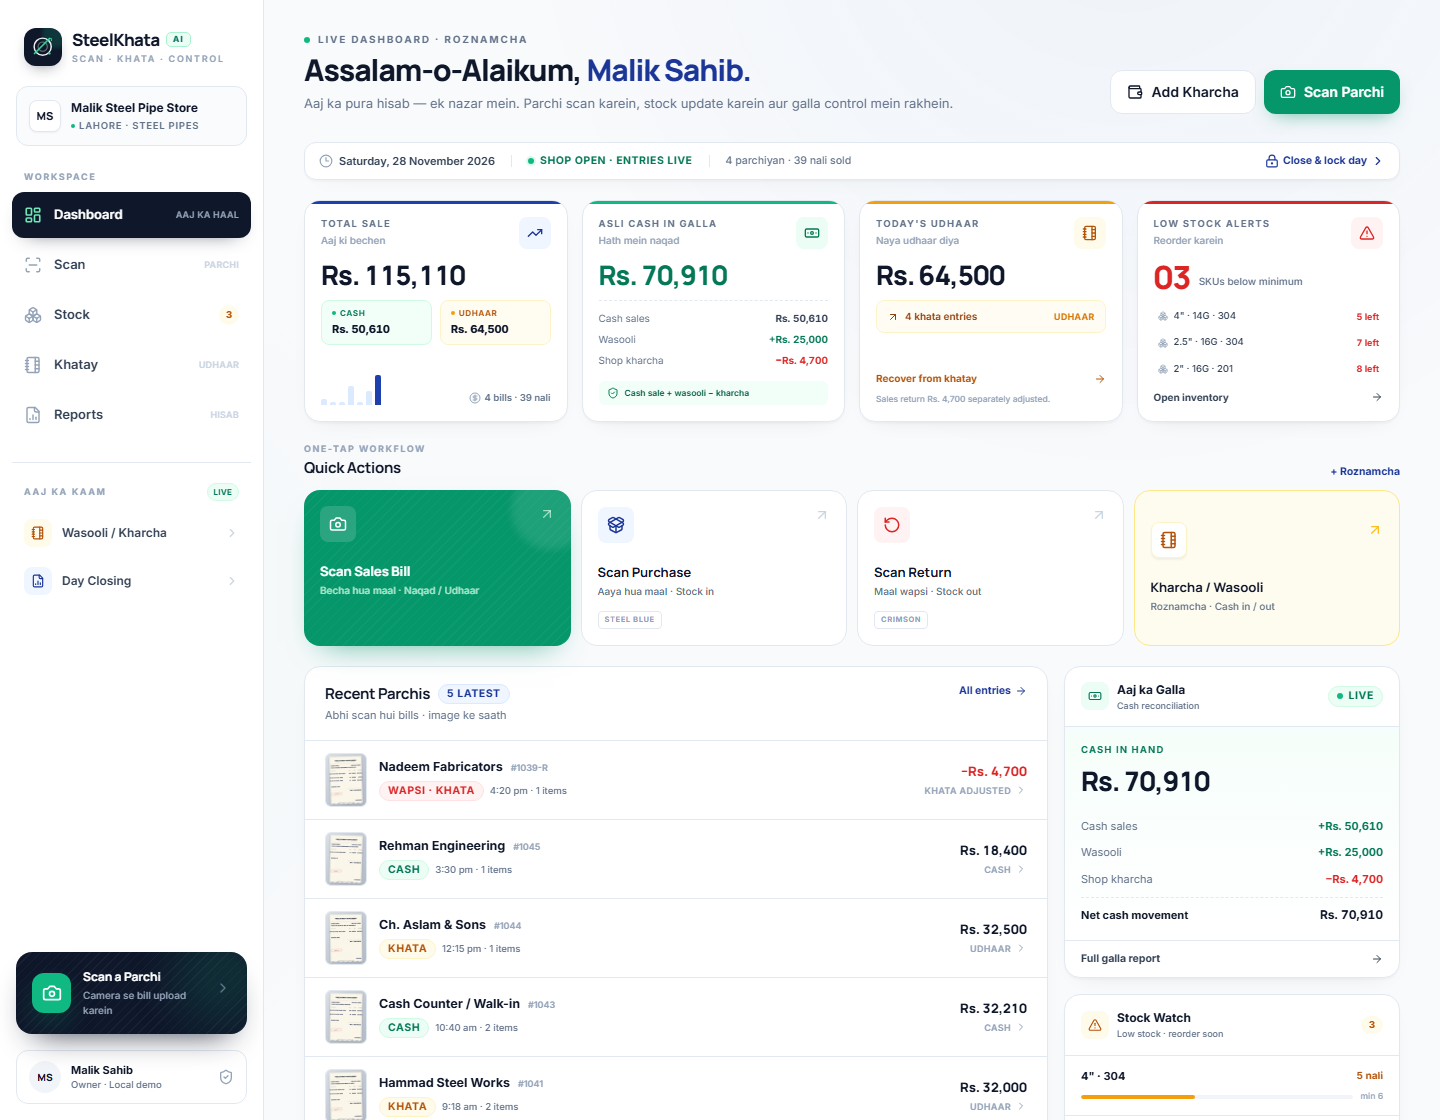 SteelKhata AI
SCAN · KHATA · CONTROL
MS
Malik Steel Pipe Store
LAHORE · STEEL PIPES
WORKSPACE
Dashboard AAJ KA HAAL
Scan PARCHI
Stock 3
Khatay UDHAAR
Reports HISAB
AAJ KA KAAM LIVE
Wasooli / Kharcha
Day Closing
Scan a Parchi
Camera se bill upload
karein
MS
Malik Sahib
Owner · Local demo
LIVE DASHBOARD · ROZNAMCHA
Assalam-o-Alaikum, Malik Sahib.
Aaj ka pura hisab — ek nazar mein. Parchi scan karein, stock update karein aur galla control mein rakhein.
Add Kharcha
Scan Parchi
Saturday, 28 November 2026
SHOP OPEN · ENTRIES LIVE
4 parchiyan · 39 nali sold
Close & lock day
TOTAL SALE
Aaj ki bechen
Rs. 115,110
CASH
Rs. 50,610
UDHAAR
Rs. 64,500
4 bills · 39 nali
ASLI CASH IN GALLA
Hath mein naqad
Rs. 70,910
Cash sales Rs. 50,610
Wasooli +Rs. 25,000
Shop kharcha −Rs. 4,700
Cash sale + wasooli − kharcha
TODAY'S UDHAAR
Naya udhaar diya
Rs. 64,500
4 khata entries UDHAAR
Recover from khatay
Sales return Rs. 4,700 separately adjusted.
LOW STOCK ALERTS
Reorder karein
03 SKUs below minimum
4" · 14G · 304 5 left
2.5" · 16G · 304 7 left
2" · 16G · 201 8 left
Open inventory
ONE-TAP WORKFLOW
Quick Actions
+ Roznamcha
Scan Sales Bill
Becha hua maal · Naqad / Udhaar
Scan Purchase
Aaya hua maal · Stock in
STEEL BLUE
Scan Return
Maal wapsi · Stock out
CRIMSON
Kharcha / Wasooli
Roznamcha · Cash in / out
Recent Parchis 5 LATEST
Abhi scan hui bills · image ke saath
All entries
Nadeem Fabricators #1039-R
WAPSI · KHATA 4:20 pm · 1 items
−Rs. 4,700
KHATA ADJUSTED
Rehman Engineering #1045
CASH 3:30 pm · 1 items
Rs. 18,400
CASH
Ch. Aslam & Sons #1044
KHATA 12:15 pm · 1 items
Rs. 32,500
UDHAAR
Cash Counter / Walk-in #1043
CASH 10:40 am · 2 items
Rs. 32,210
CASH
Hammad Steel Works #1041
KHATA 9:18 am · 2 items
Rs. 32,000
UDHAAR
Aaj ka Galla
Cash reconciliation
LIVE
CASH IN HAND
Rs. 70,910
Cash sales +Rs. 50,610
Wasooli +Rs. 25,000
Shop kharcha −Rs. 4,700
Net cash movement Rs. 70,910
Full galla report
Stock Watch
Low stock · reorder soon
3
4" · 304 5 nali
min 6